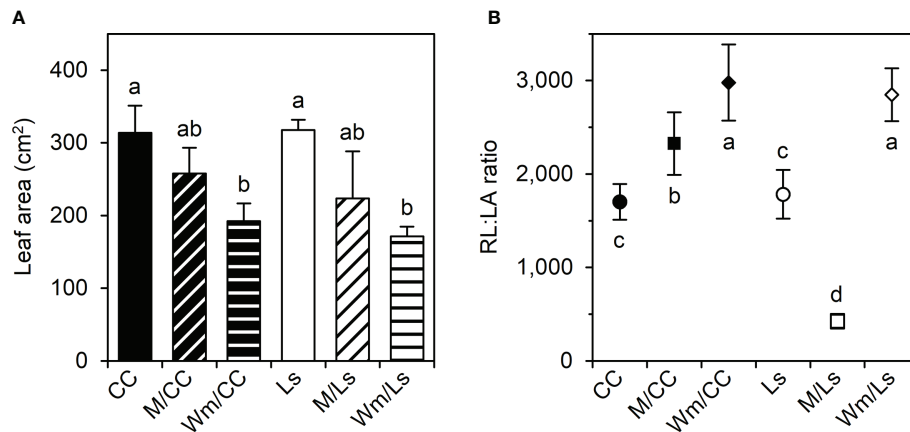 A
Leaf area (cm²)
400
300
200
100
0
a
ab
b
a
ab
b
CC
M/CC
Wm/CC
Ls
M/Ls
Wm/Ls
B
RL:LA ratio
3,000
2,000
1,000
0
c
b
a
c
d
a
CC
M/CC
Wm/CC
Ls
M/Ls
Wm/Ls